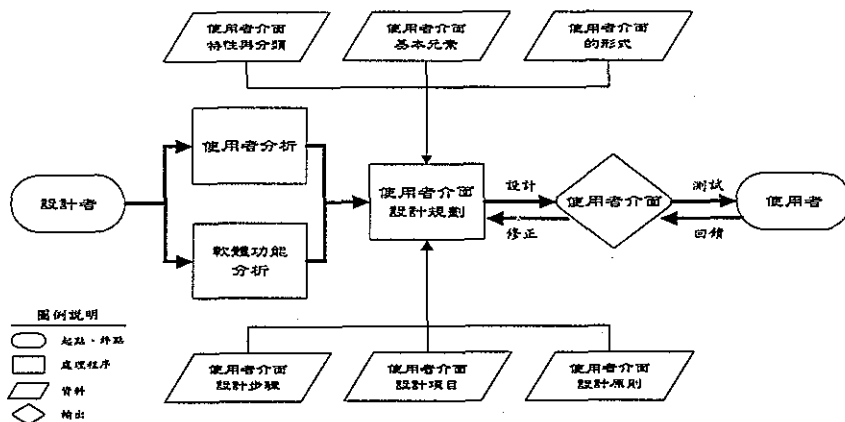 使用者介面
特性與分類
使用者介面
基本元素
使用者介面
的形式
使用者分析
設計者
軟體功能
分析
使用者介面
設計規劃
設計
修正
使用者介面
測試
回饋
使用者
圖例說明
起點、終點
處理程序
資料
輸出
使用者介面
設計步驟
使用者介面
設計項目
使用者介面
設計原則